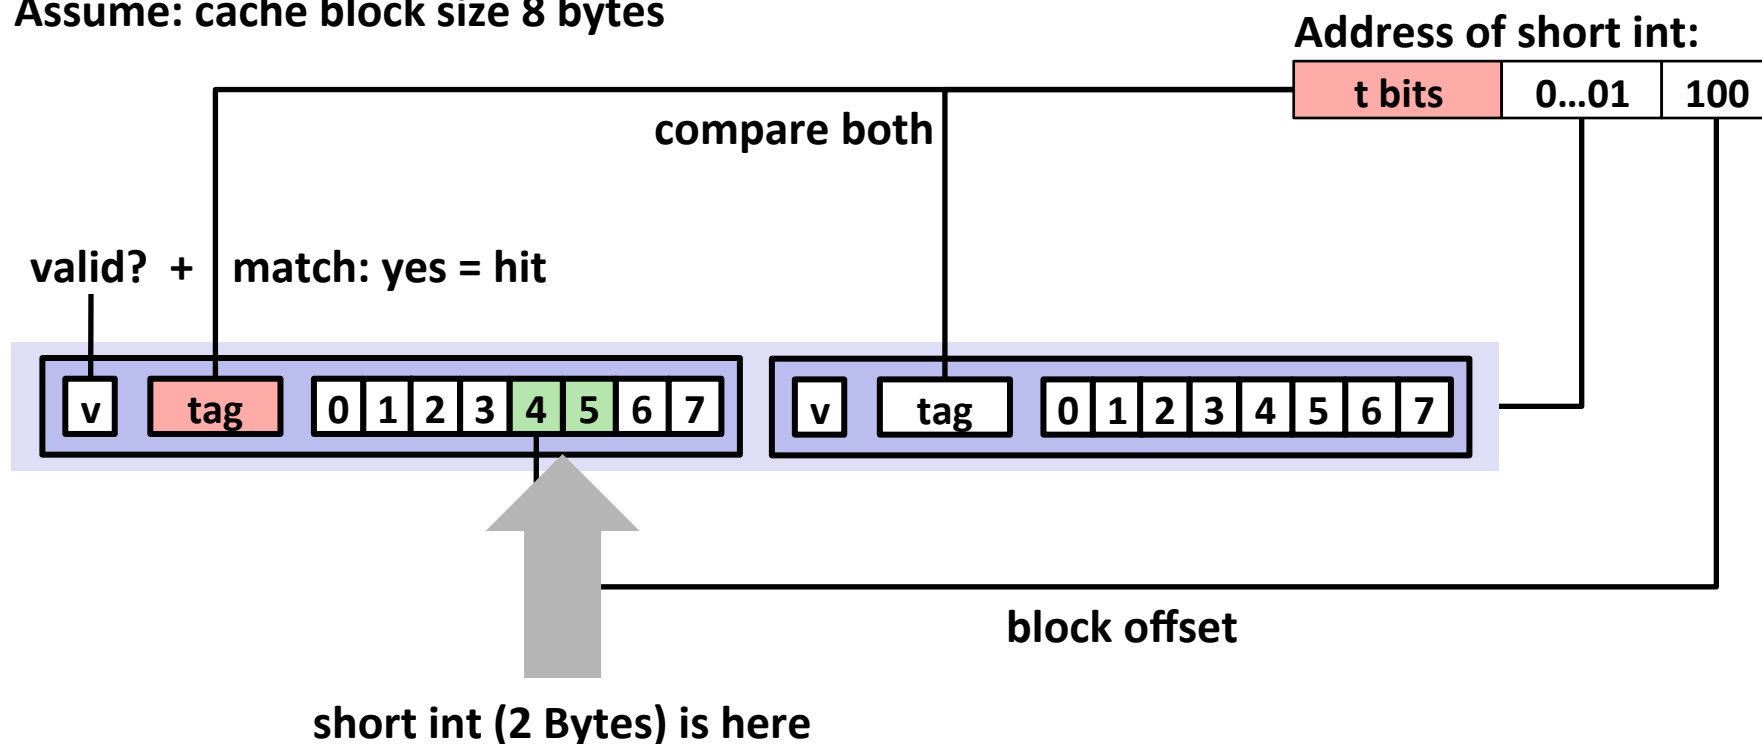 Assume: cache block size 8 bytes
Address of short int:
t bits 0...01 100
compare both
valid? + match: yes = hit
v tag 0 1 2 3 4 5 6 7 v tag 0 1 2 3 4 5 6 7
block offset
short int (2 Bytes) is here